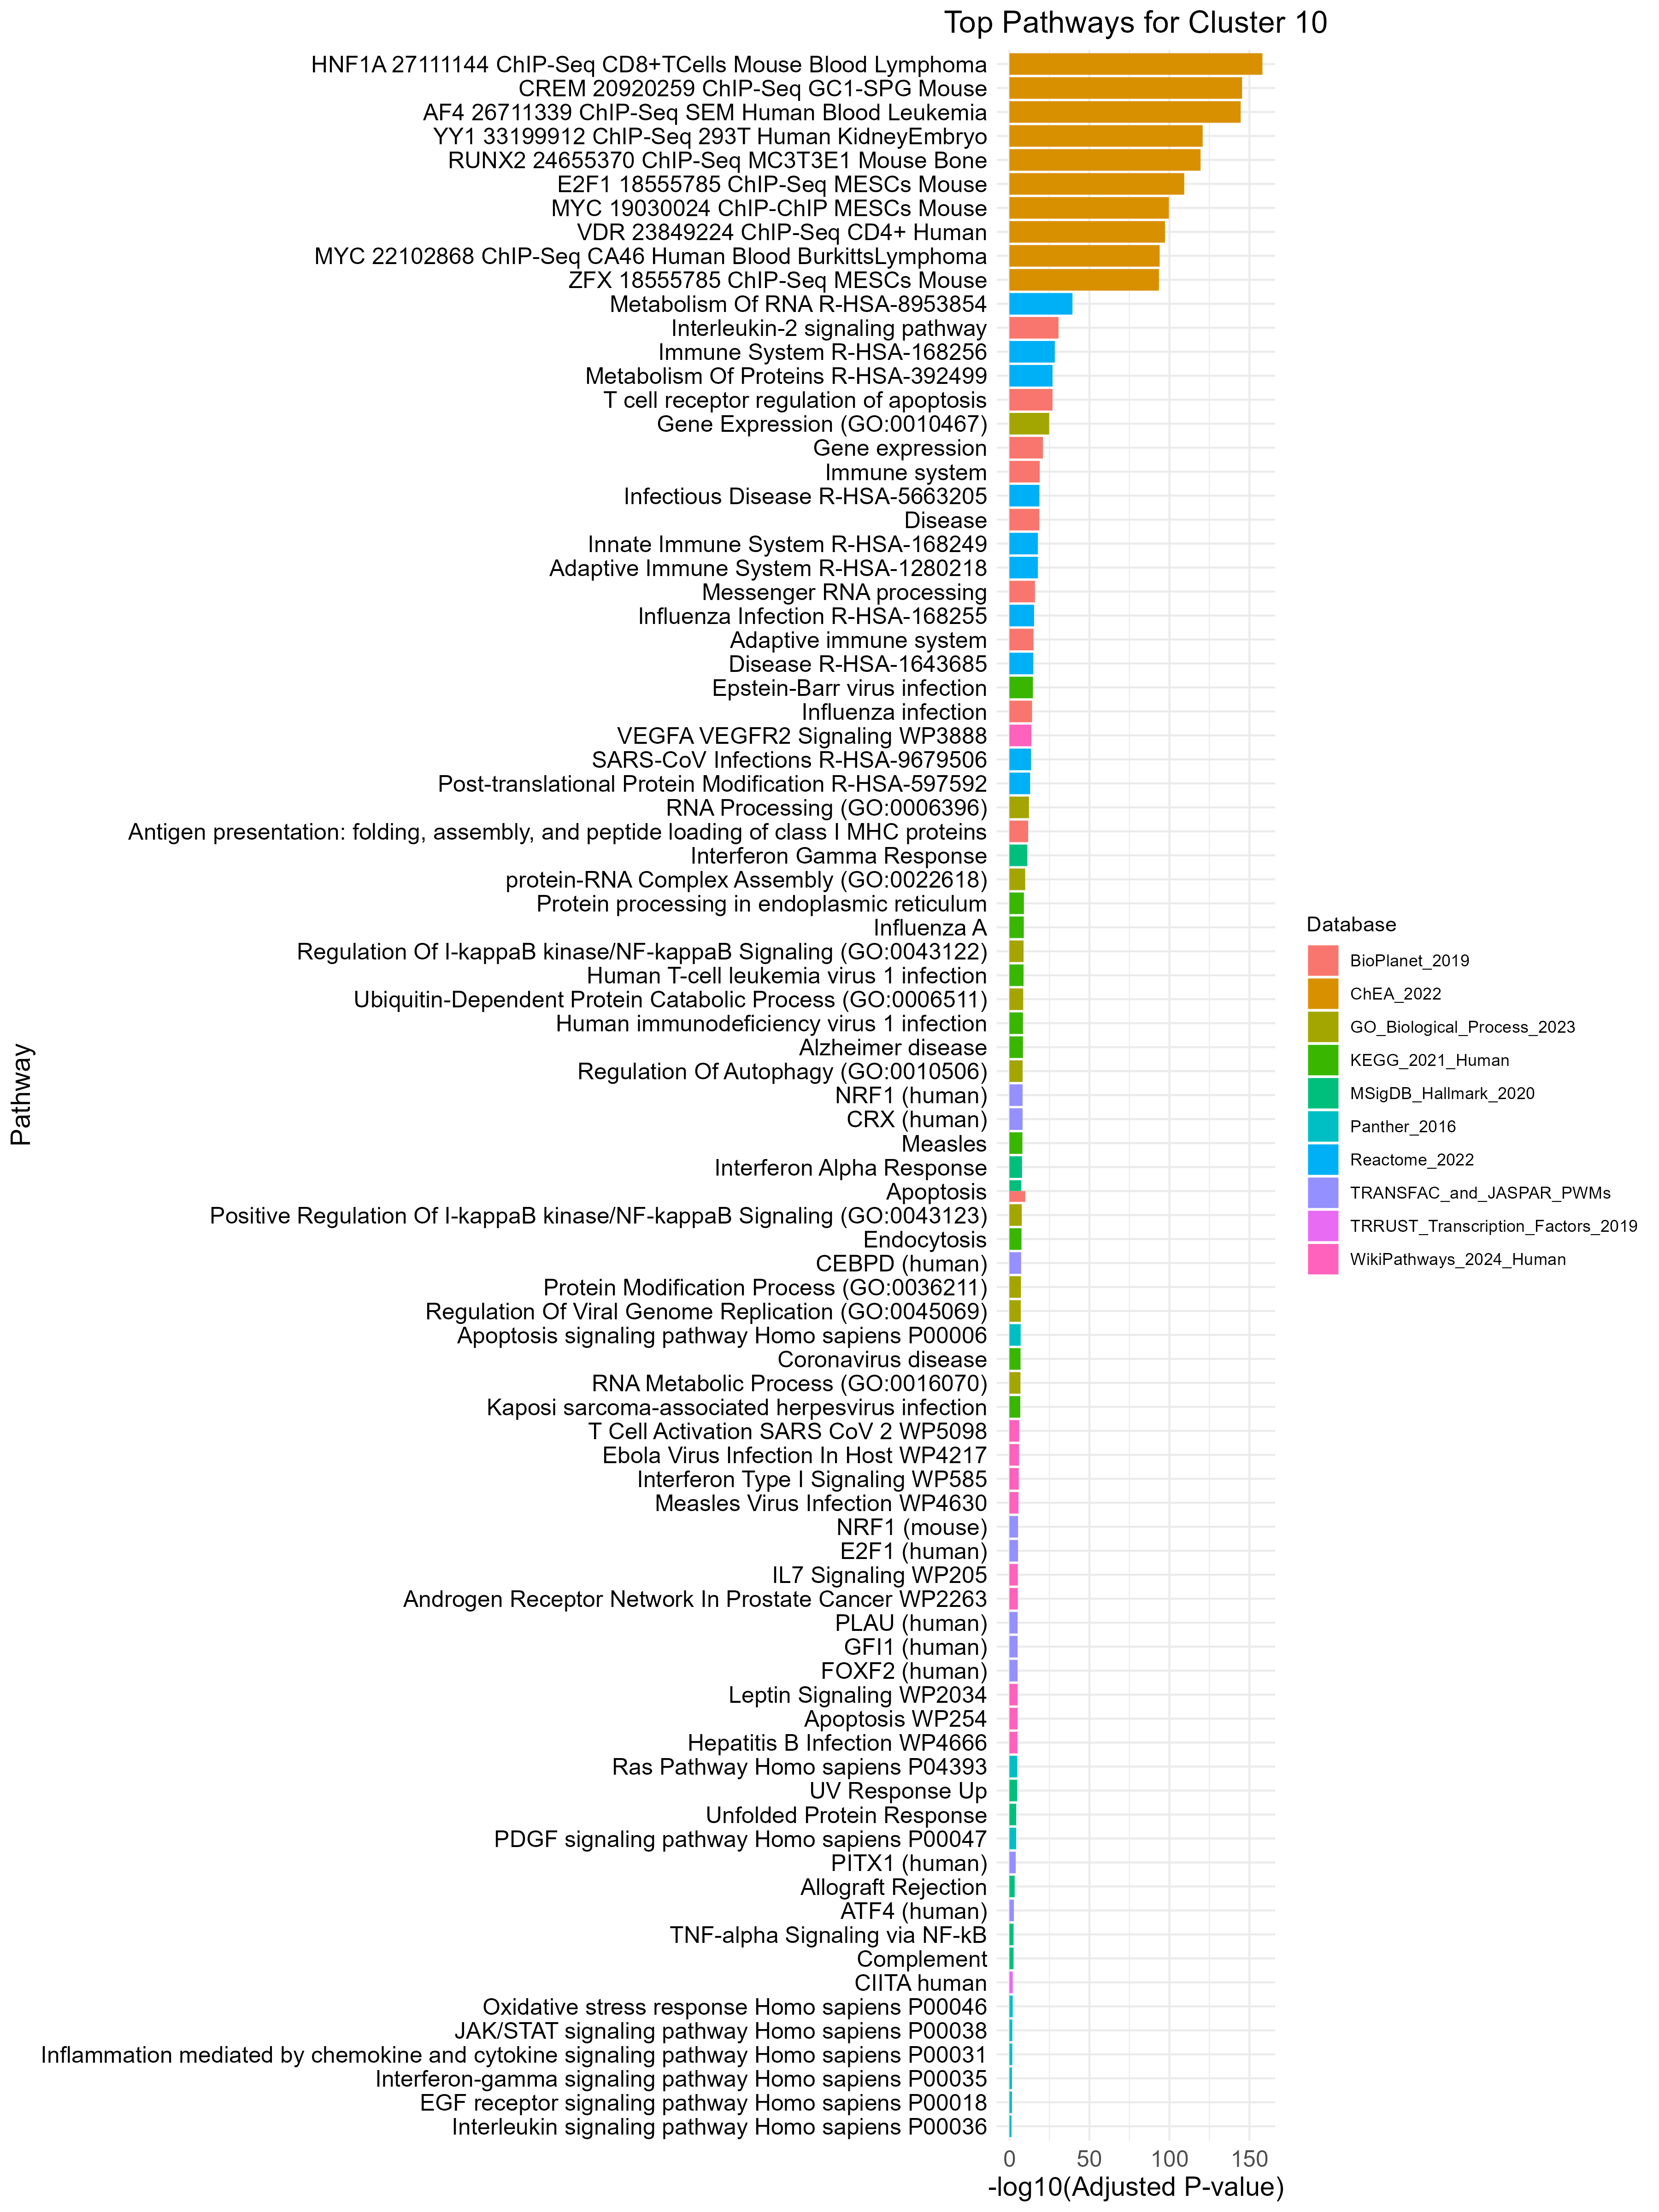 Top Pathways for Cluster 10
HNF1A 27111144 ChIP-Seq CD8+TCells Mouse Blood Lymphoma
CREM 20920259 ChIP-Seq GC1-SPG Mouse
AF4 26711339 ChIP-Seq SEM Human Blood Leukemia
YY1 33199912 ChIP-Seq 293T Human KidneyEmbryo
RUNX2 24655370 ChIP-Seq MC3T3E1 Mouse Bone
E2F1 18555785 ChIP-Seq MESCs Mouse
MYC 19030024 ChIP-ChIP MESCs Mouse
VDR 23849224 ChIP-Seq CD4+ Human
MYC 22102868 ChIP-Seq CA46 Human Blood BurkittsLymphoma
ZFX 18555785 ChIP-Seq MESCs Mouse
Metabolism Of RNA R-HSA-8953854
Interleukin-2 signaling pathway
Immune System R-HSA-168256
Metabolism Of Proteins R-HSA-392499
T cell receptor regulation of apoptosis
Gene Expression (GO:0010467)
Gene expression
Immune system
Infectious Disease R-HSA-5663205
Disease
Innate Immune System R-HSA-168249
Adaptive Immune System R-HSA-1280218
Messenger RNA processing
Influenza Infection R-HSA-168255
Adaptive immune system
Disease R-HSA-1643685
Epstein-Barr virus infection
Influenza infection
VEGFA VEGFR2 Signaling WP3888
SARS-CoV Infections R-HSA-9679506
Post-translational Protein Modification R-HSA-597592
RNA Processing (GO:0006396)
Antigen presentation: folding, assembly, and peptide loading of class I MHC proteins
Interferon Gamma Response
protein-RNA Complex Assembly (GO:0022618)
Protein processing in endoplasmic reticulum
Influenza A
Regulation Of I-kappaB kinase/NF-kappaB Signaling (GO:0043122)
Human T-cell leukemia virus 1 infection
Ubiquitin-Dependent Protein Catabolic Process (GO:0006511)
Human immunodeficiency virus 1 infection
Alzheimer disease
Regulation Of Autophagy (GO:0010506)
NRF1 (human)
CRX (human)
Measles
Interferon Alpha Response
Apoptosis
Positive Regulation Of I-kappaB kinase/NF-kappaB Signaling (GO:0043123)
Endocytosis
CEBPD (human)
Protein Modification Process (GO:0036211)
Regulation Of Viral Genome Replication (GO:0045069)
Apoptosis signaling pathway Homo sapiens P00006
Coronavirus disease
RNA Metabolic Process (GO:0016070)
Kaposi sarcoma-associated herpesvirus infection
T Cell Activation SARS CoV 2 WP5098
Ebola Virus Infection In Host WP4217
Interferon Type I Signaling WP585
Measles Virus Infection WP4630
NRF1 (mouse)
E2F1 (human)
IL7 Signaling WP205
Androgen Receptor Network In Prostate Cancer WP2263
PLAU (human)
GFI1 (human)
FOXF2 (human)
Leptin Signaling WP2034
Apoptosis WP254
Hepatitis B Infection WP4666
Ras Pathway Homo sapiens P04393
UV Response Up
Unfolded Protein Response
PDGF signaling pathway Homo sapiens P00047
PITX1 (human)
Allograft Rejection
ATF4 (human)
TNF-alpha Signaling via NF-kB
Complement
CIITA human
Oxidative stress response Homo sapiens P00046
JAK/STAT signaling pathway Homo sapiens P00038
Inflammation mediated by chemokine and cytokine signaling pathway Homo sapiens P00031
Interferon-gamma signaling pathway Homo sapiens P00035
EGF receptor signaling pathway Homo sapiens P00018
Interleukin signaling pathway Homo sapiens P00036
0 50 100 150
-log10(Adjusted P-value)
Pathway
Database
BioPlanet_2019
ChEA_2022
GO_Biological_Process_2023
KEGG_2021_Human
MSigDB_Hallmark_2020
Panther_2016
Reactome_2022
TRANSFAC_and_JASPAR_PWMs
TRRUST_Transcription_Factors_2019
WikiPathways_2024_Human